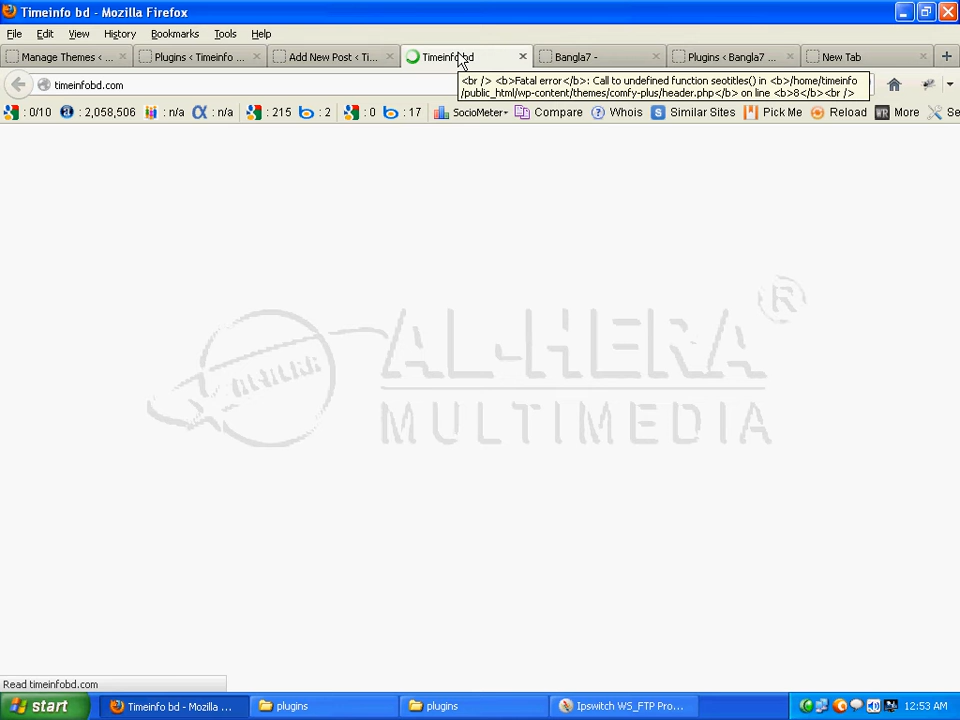 Timeinfo bd - Mozilla Firefox
File Edit View History Bookmarks Tools Help
Manage Themes ‹ ... Plugins ‹ Timeinfo ... Add New Post ‹ Ti... Timeinfo bd Bangla7 - Plugins ‹ Bangla7 ... New Tab
timeinfobd.com
<br /> <b>Fatal error</b>: Call to undefined function seotitles() in <b>/home/timeinfo
/public_html/wp-content/themes/comfy-plus/header.php</b> on line <b>8</b><br />
: 0/10 : 2,058,506 : n/a : n/a : 215 : 2 : 0 : 17 SocioMeter Compare Whois Similar Sites Pick Me Reload More Se
AL-HERA ®
MULTIMEDIA
Read timeinfobd.com
start Timeinfo bd - Mozilla ... plugins plugins Ipswitch WS_FTP Pro... 12:53 AM